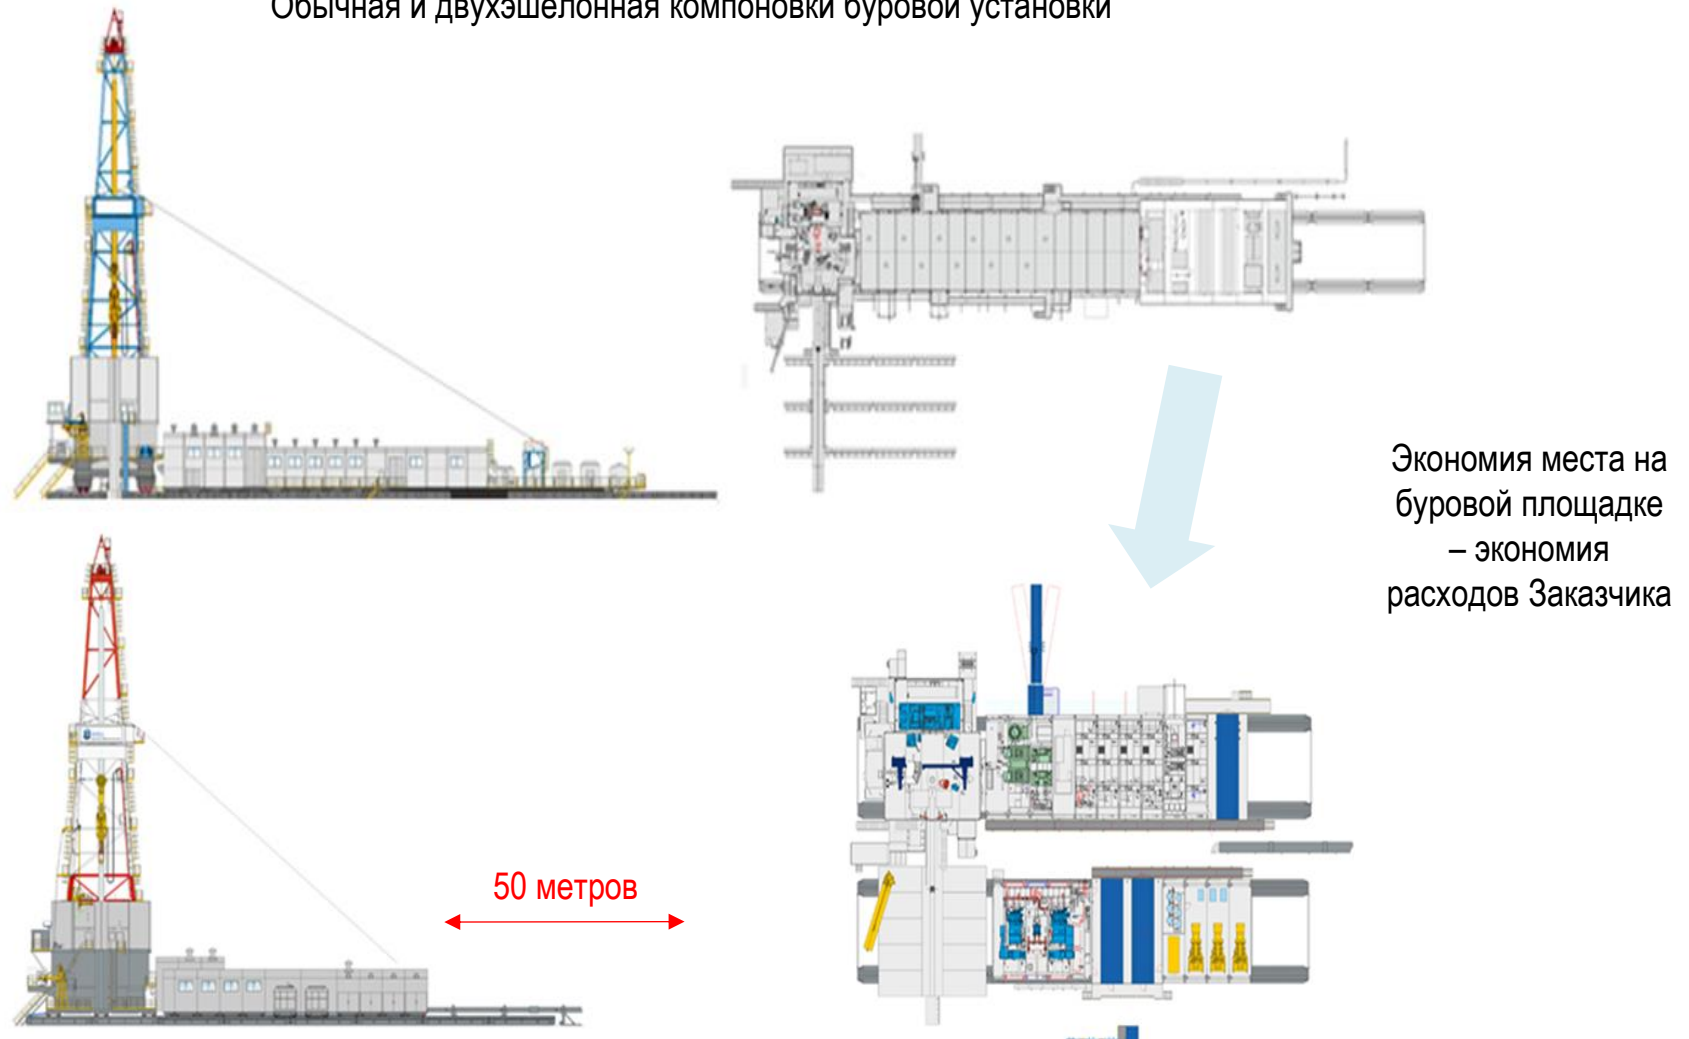 Обычная и двухэшелонная компоновки буровой установки
Экономия места на
буровой площадке
– экономия
расходов Заказчика
50 метров